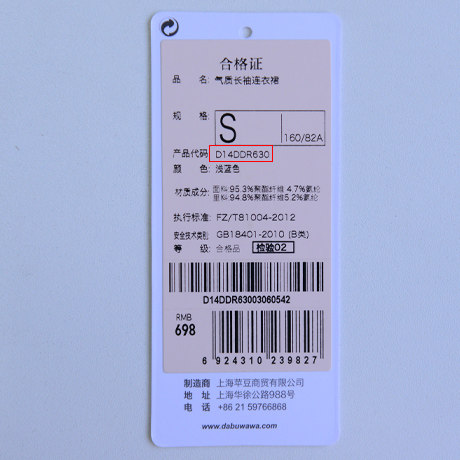 合格证
品 名: 气质长袖连衣裙
规 格: S 160/82A
产品代码 D14DDR630
颜 色: 浅蓝色
材质成分: 面料:95.3%聚酯纤维 4.7%氨纶
里料:94.8%聚酯纤维5.2%氨纶
执行标准: FZ/T81004-2012
安全技术类别: GB18401-2010 (B类)
等 级: 合格品 检验02
D14DDR63003060542
RMB
698
6 924310 239827
制造商 上海苹豆商贸有限公司
地 址 上海华徐公路988号
电 话 +86 21 59766868
www.dabuwawa.com